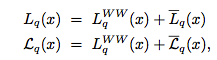 L_q(x) = L_q^{WW}(x) + \overline{L}_q(x)
\mathcal{L}_q(x) = L_q^{WW}(x) + \overline{\mathcal{L}}_q(x),